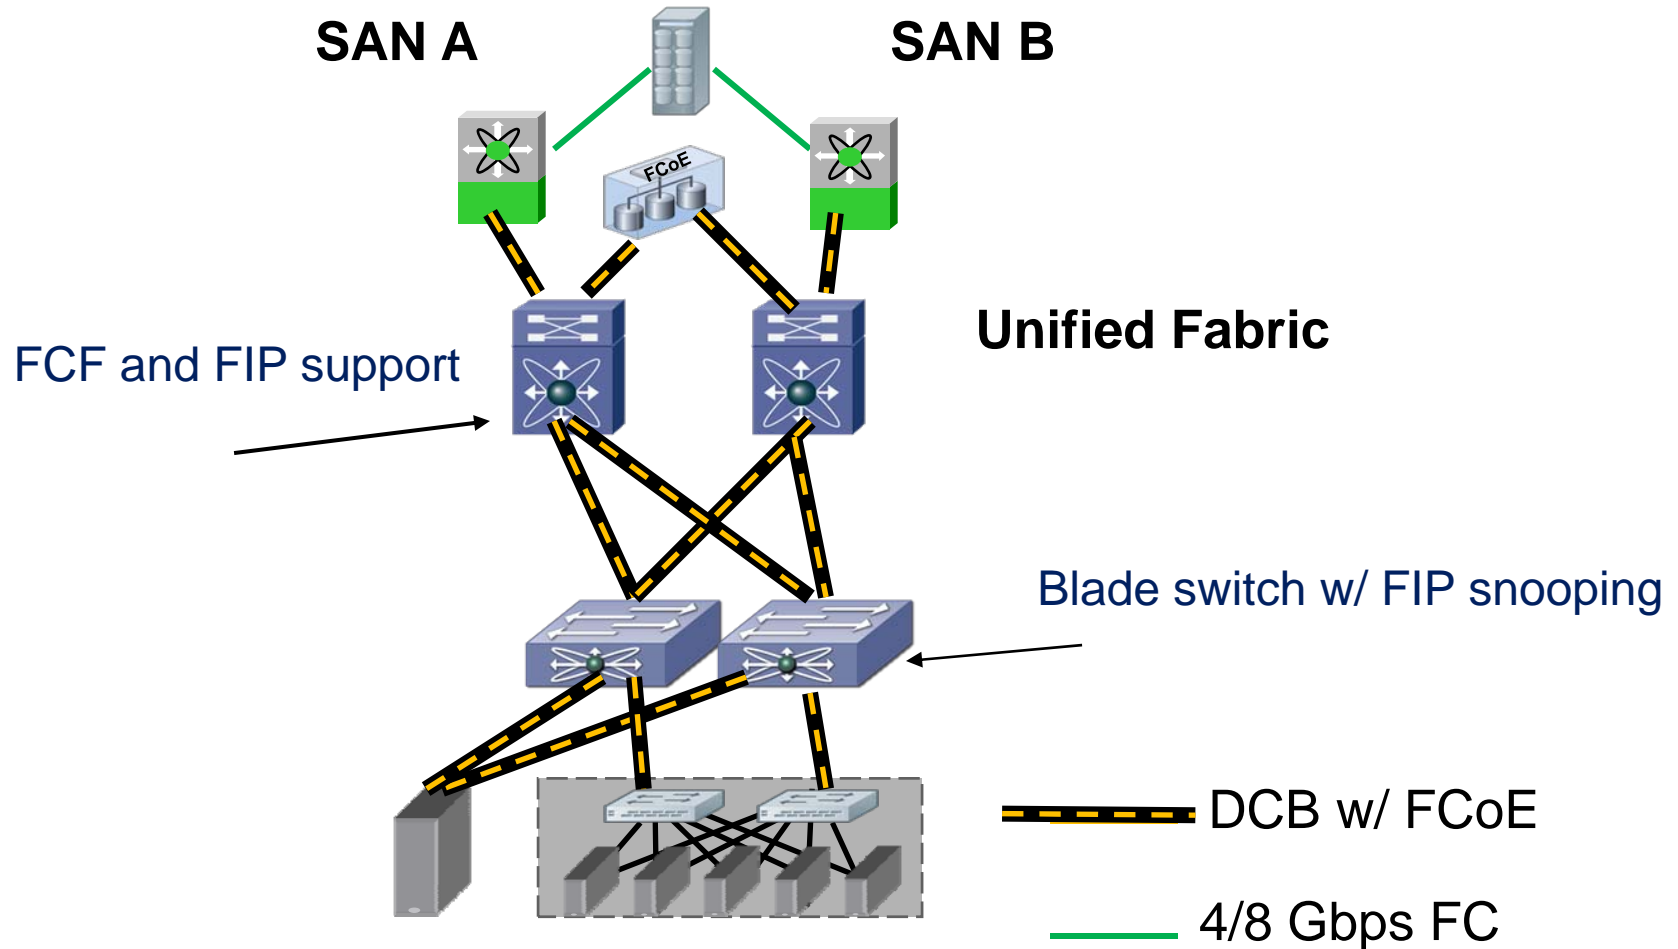 SAN A
SAN B
FCoE
Unified Fabric
FCF and FIP support
Blade switch w/ FIP snooping
DCB w/ FCoE
4/8 Gbps FC